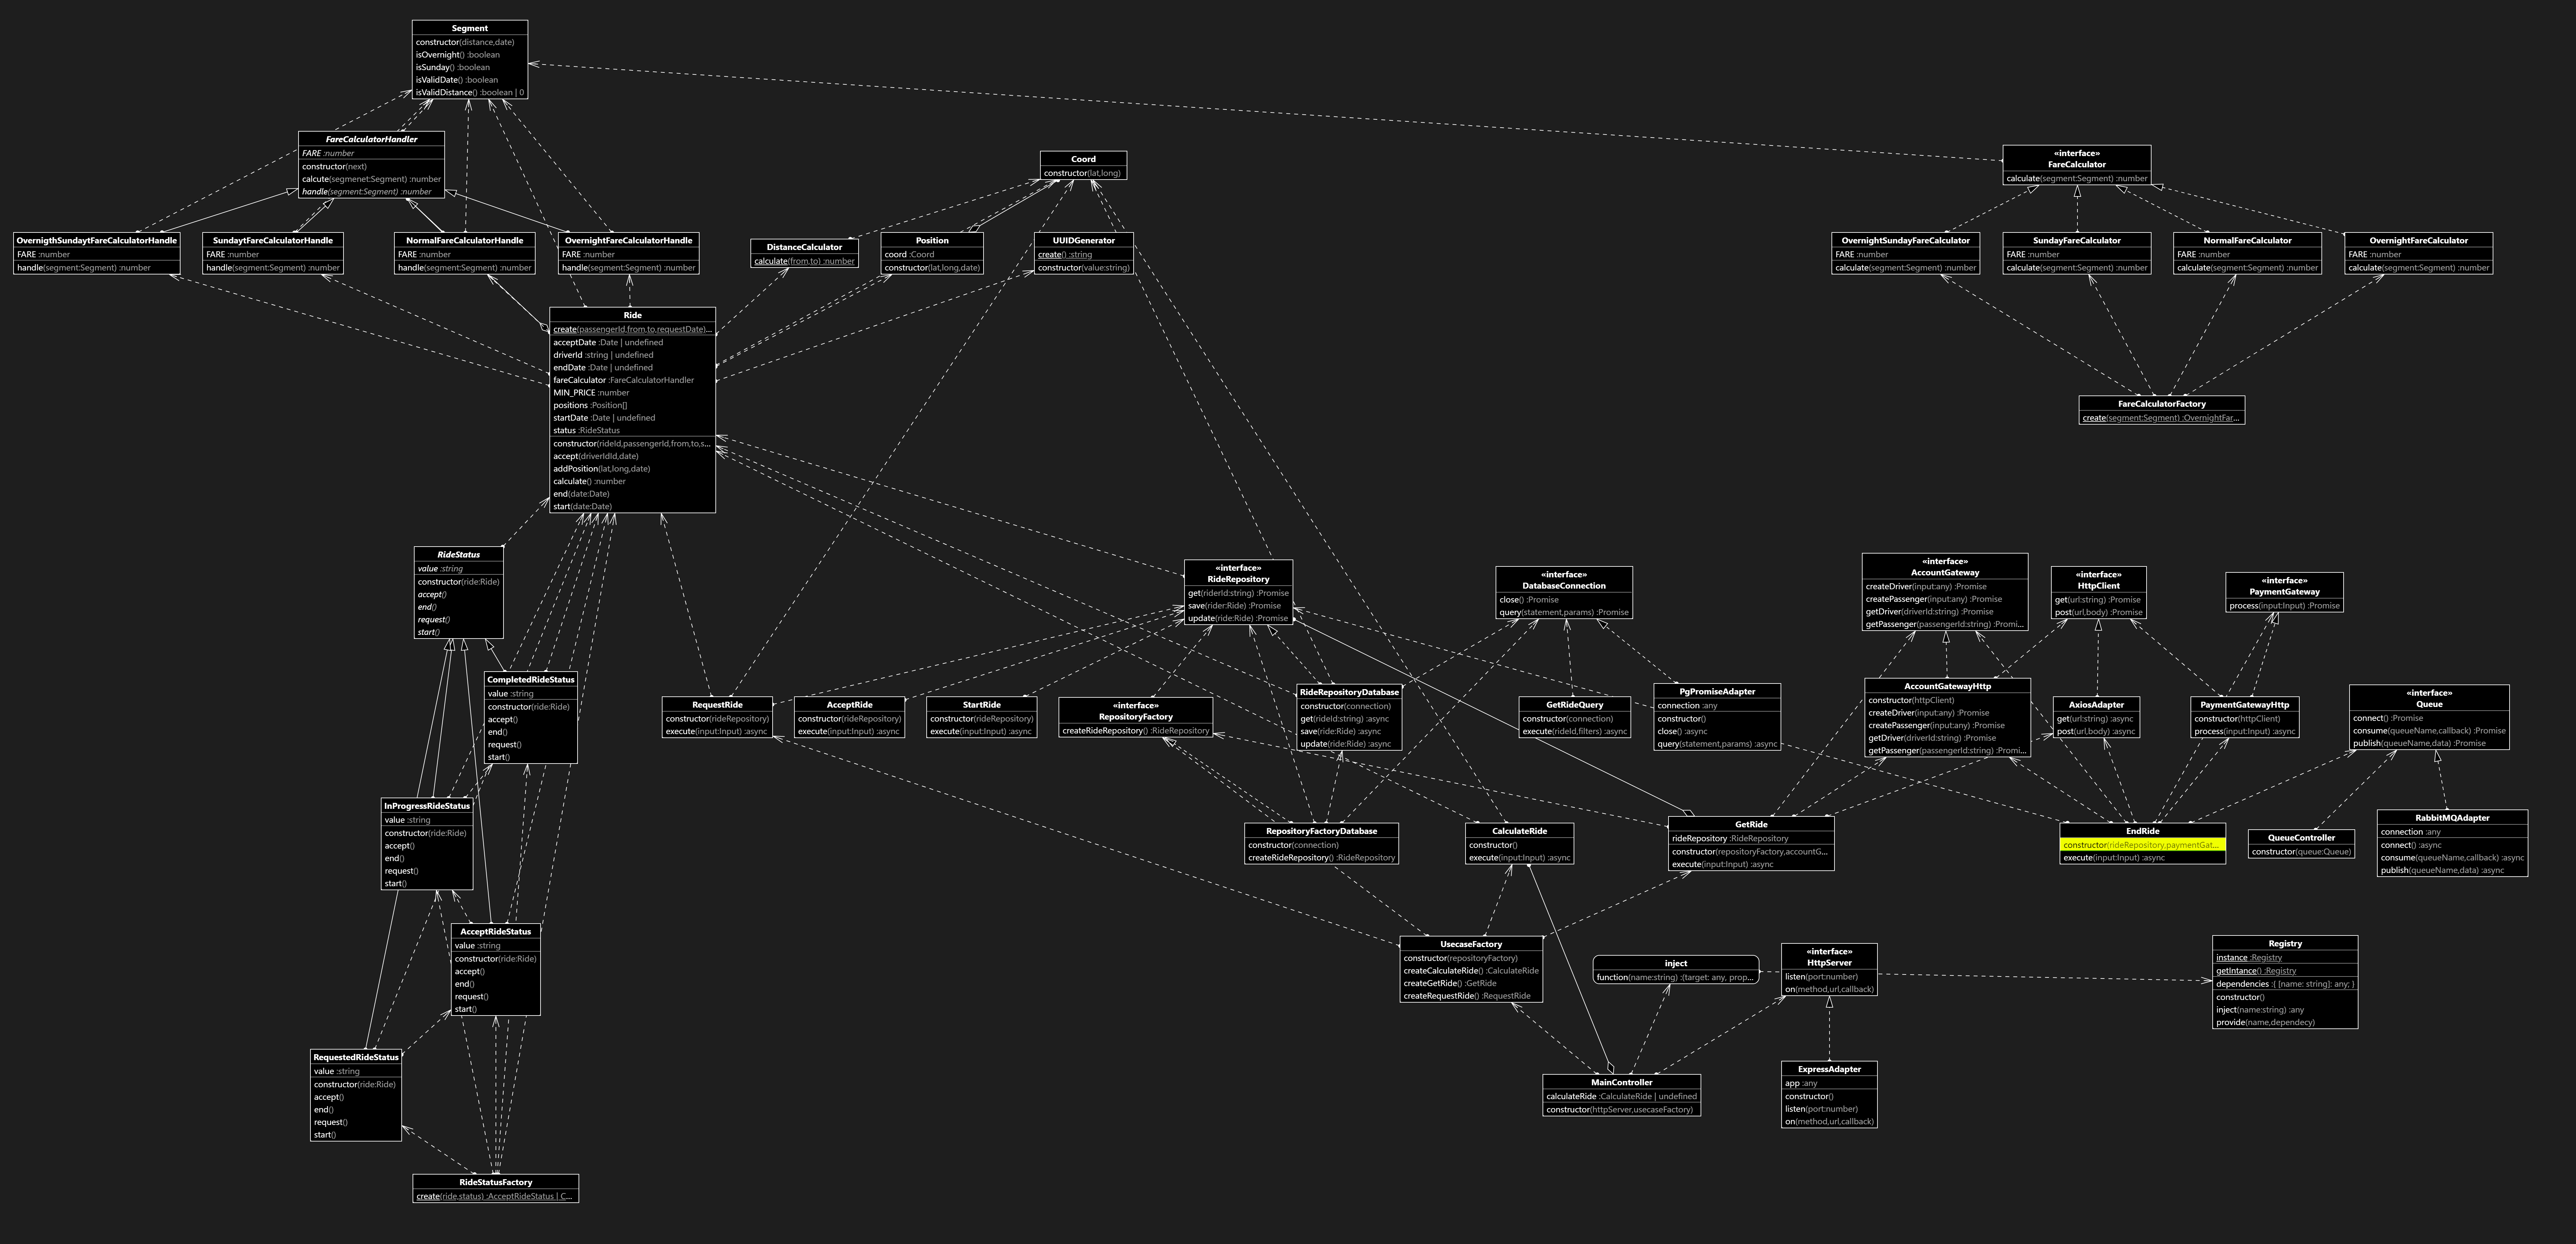 Segment
constructor(distance,date)
isOvernight() :boolean
isSunday() :boolean
isValidDate() :boolean
isValidDistance() :boolean | 0
FareCalculatorHandler
FARE :number
constructor(next)
calcute(segmenet:Segment) :number
handle(segment:Segment) :number
OvernigthSundaytFareCalculatorHandle
FARE :number
handle(segment:Segment) :number
SundaytFareCalculatorHandle
FARE :number
handle(segment:Segment) :number
NormalFareCalculatorHandle
FARE :number
handle(segment:Segment) :number
OvernightFareCalculatorHandle
FARE :number
handle(segment:Segment) :number
Coord
constructor(lat,long)
DistanceCalculator
calculate(from,to) :number
Position
coord :Coord
constructor(lat,long,date)
UUIDGenerator
create() :string
constructor(value:string)
«interface»
FareCalculator
calculate(segment:Segment) :number
OvernightSundayFareCalculator
FARE :number
calculate(segment:Segment) :number
SundayFareCalculator
FARE :number
calculate(segment:Segment) :number
NormalFareCalculator
FARE :number
calculate(segment:Segment) :number
OvernightFareCalculator
FARE :number
calculate(segment:Segment) :number
FareCalculatorFactory
create(segment:Segment) :OvernightFar...
Ride
create(passengerId,from,to,requestDate)...
acceptDate :Date | undefined
driverId :string | undefined
endDate :Date | undefined
fareCalculator :FareCalculatorHandler
MIN_PRICE :number
positions :Position[]
startDate :Date | undefined
status :RideStatus
constructor(rideId,passengerId,from,to,s...
accept(driverIdId,date)
addPosition(lat,long,date)
calculate() :number
end(date:Date)
start(date:Date)
RideStatus
value :string
constructor(ride:Ride)
accept()
end()
request()
start()
CompletedRideStatus
value :string
constructor(ride:Ride)
accept()
end()
request()
start()
InProgressRideStatus
value :string
constructor(ride:Ride)
accept()
end()
request()
start()
AcceptRideStatus
value :string
constructor(ride:Ride)
accept()
end()
request()
start()
RequestedRideStatus
value :string
constructor(ride:Ride)
accept()
end()
request()
start()
RideStatusFactory
create(ride,status) :AcceptRideStatus | C...
«interface»
RideRepository
get(riderId:string) :Promise
save(rider:Ride) :Promise
update(ride:Ride) :Promise
«interface»
DatabaseConnection
close() :Promise
query(statement,params) :Promise
«interface»
AccountGateway
createDriver(input:any) :Promise
createPassenger(input:any) :Promise
getDriver(driverId:string) :Promise
getPassenger(passengerId:string) :Promi...
«interface»
HttpClient
get(url:string) :Promise
post(url,body) :Promise
«interface»
PaymentGateway
process(input:Input) :Promise
RequestRide
constructor(rideRepository)
execute(input:Input) :async
AcceptRide
constructor(rideRepository)
execute(input:Input) :async
StartRide
constructor(rideRepository)
execute(input:Input) :async
«interface»
RepositoryFactory
createRideRepository() :RideRepository
RideRepositoryDatabase
constructor(connection)
get(rideId:string) :async
save(ride:Ride) :async
update(ride:Ride) :async
GetRideQuery
constructor(connection)
execute(rideId,filters) :async
PgPromiseAdapter
connection :any
constructor()
close() :async
query(statement,params) :async
AccountGatewayHttp
constructor(httpClient)
createDriver(input:any) :Promise
createPassenger(input:any) :Promise
getDriver(driverId:string) :Promise
getPassenger(passengerId:string) :Promi...
AxiosAdapter
get(url:string) :async
post(url,body) :async
PaymentGatewayHttp
constructor(httpClient)
process(input:Input) :async
«interface»
Queue
connect() :Promise
consume(queueName,callback) :Promise
publish(queueName,data) :Promise
RepositoryFactoryDatabase
constructor(connection)
createRideRepository() :RideRepository
CalculateRide
constructor()
execute(input:Input) :async
GetRide
rideRepository :RideRepository
constructor(repositoryFactory,accountG...
execute(input:Input) :async
EndRide
constructor(rideRepository,paymentGat...
execute(input:Input) :async
QueueController
constructor(queue:Queue)
RabbitMQAdapter
connection :any
connect() :async
consume(queueName,callback) :async
publish(queueName,data) :async
UsecaseFactory
constructor(repositoryFactory)
createCalculateRide() :CalculateRide
createGetRide() :GetRide
createRequestRide() :RequestRide
inject
function(name:string) :(target: any, prop...
«interface»
HttpServer
listen(port:number)
on(method,url,callback)
Registry
instance :Registry
getIntance() :Registry
dependencies :{ [name: string]: any; }
constructor()
inject(name:string) :any
provide(name,dependecy)
MainController
calculateRide :CalculateRide | undefined
constructor(httpServer,usecaseFactory)
ExpressAdapter
app :any
constructor()
listen(port:number)
on(method,url,callback)